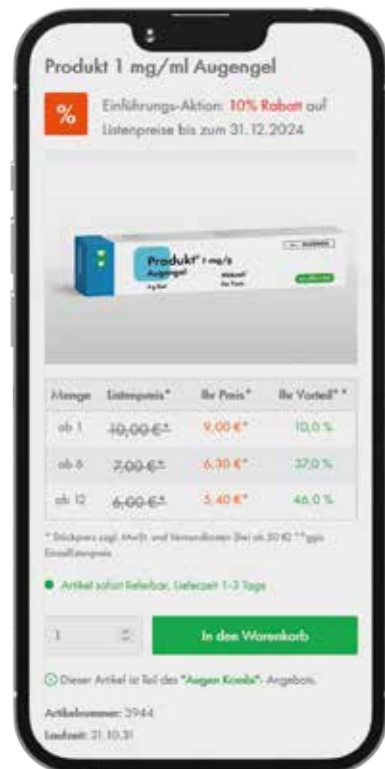 Produkt 1 mg/ml Augengel
%
Einführungs-Aktion: 10% Rabatt auf
Listenpreise bis zum 31.12.2024
Produkt® 1 mg/g
Augengel
Menge Listenpreis* Ihr Preis* Ihr Vorteil**
ab 1 10,00 €* 9,00 €* 10,0 %
ab 6 7,00 €* 6,30 €* 37,0 %
ab 12 6,00 €* 5,40 €* 46,0 %
* Stückpreis zzgl. MwSt. und Versandkosten (frei ab 50 €) **ggü.
Einzellistenpreis
Artikel sofort lieferbar, Lieferzeit 1-3 Tage
1
In den Warenkorb
Dieser Artikel ist Teil des "Augen Kombi"- Angebots.
Artikelnummer: 3944
Laufzeit: 31.10.31